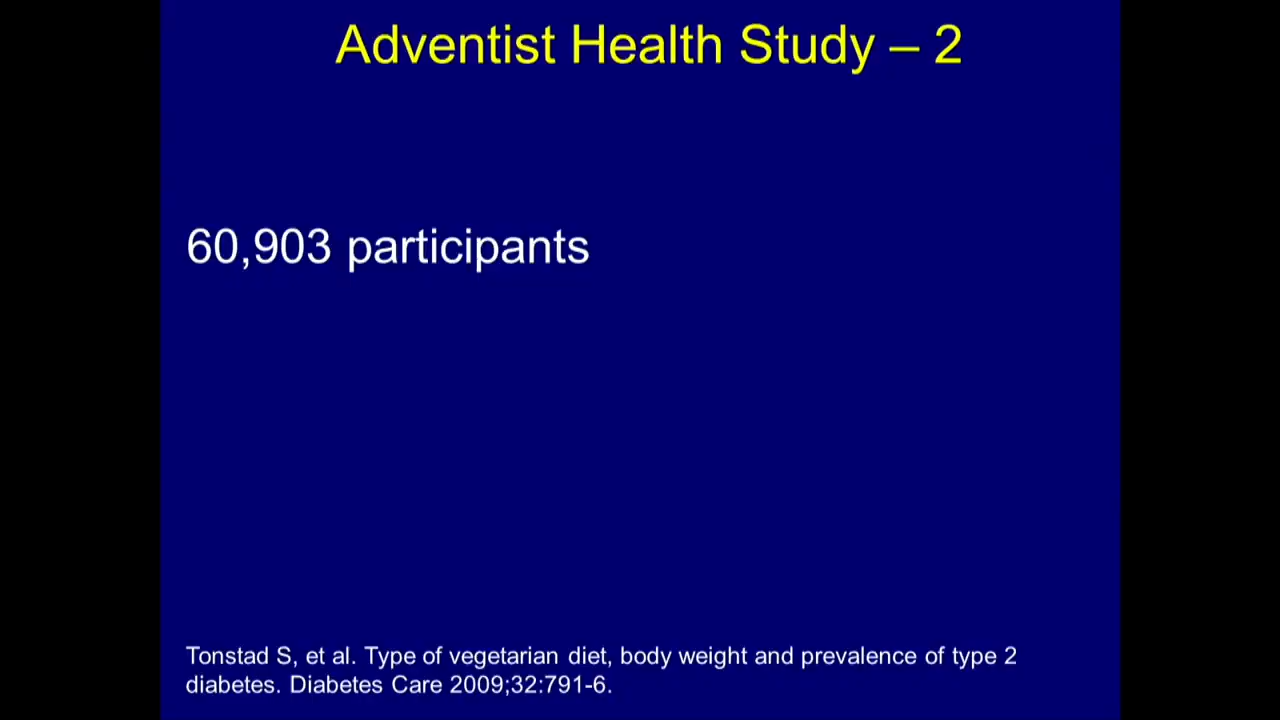 Adventist Health Study – 2
60,903 participants
Tonstad S, et al. Type of vegetarian diet, body weight and prevalence of type 2
diabetes. Diabetes Care 2009;32:791-6.